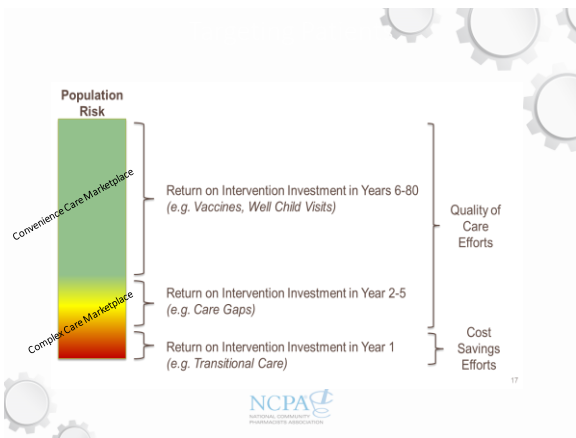 Population
Risk
Convenience Care Marketplace
Return on Intervention Investment in Years 6-80
(e.g. Vaccines, Well Child Visits)
Quality of
Care
Efforts
Complex Care Marketplace
Return on Intervention Investment in Year 2-5
(e.g. Care Gaps)
Return on Intervention Investment in Year 1
(e.g. Transitional Care)
Cost
Savings
Efforts
17
NCPA
NATIONAL COMMUNITY
PHARMACISTS ASSOCIATION